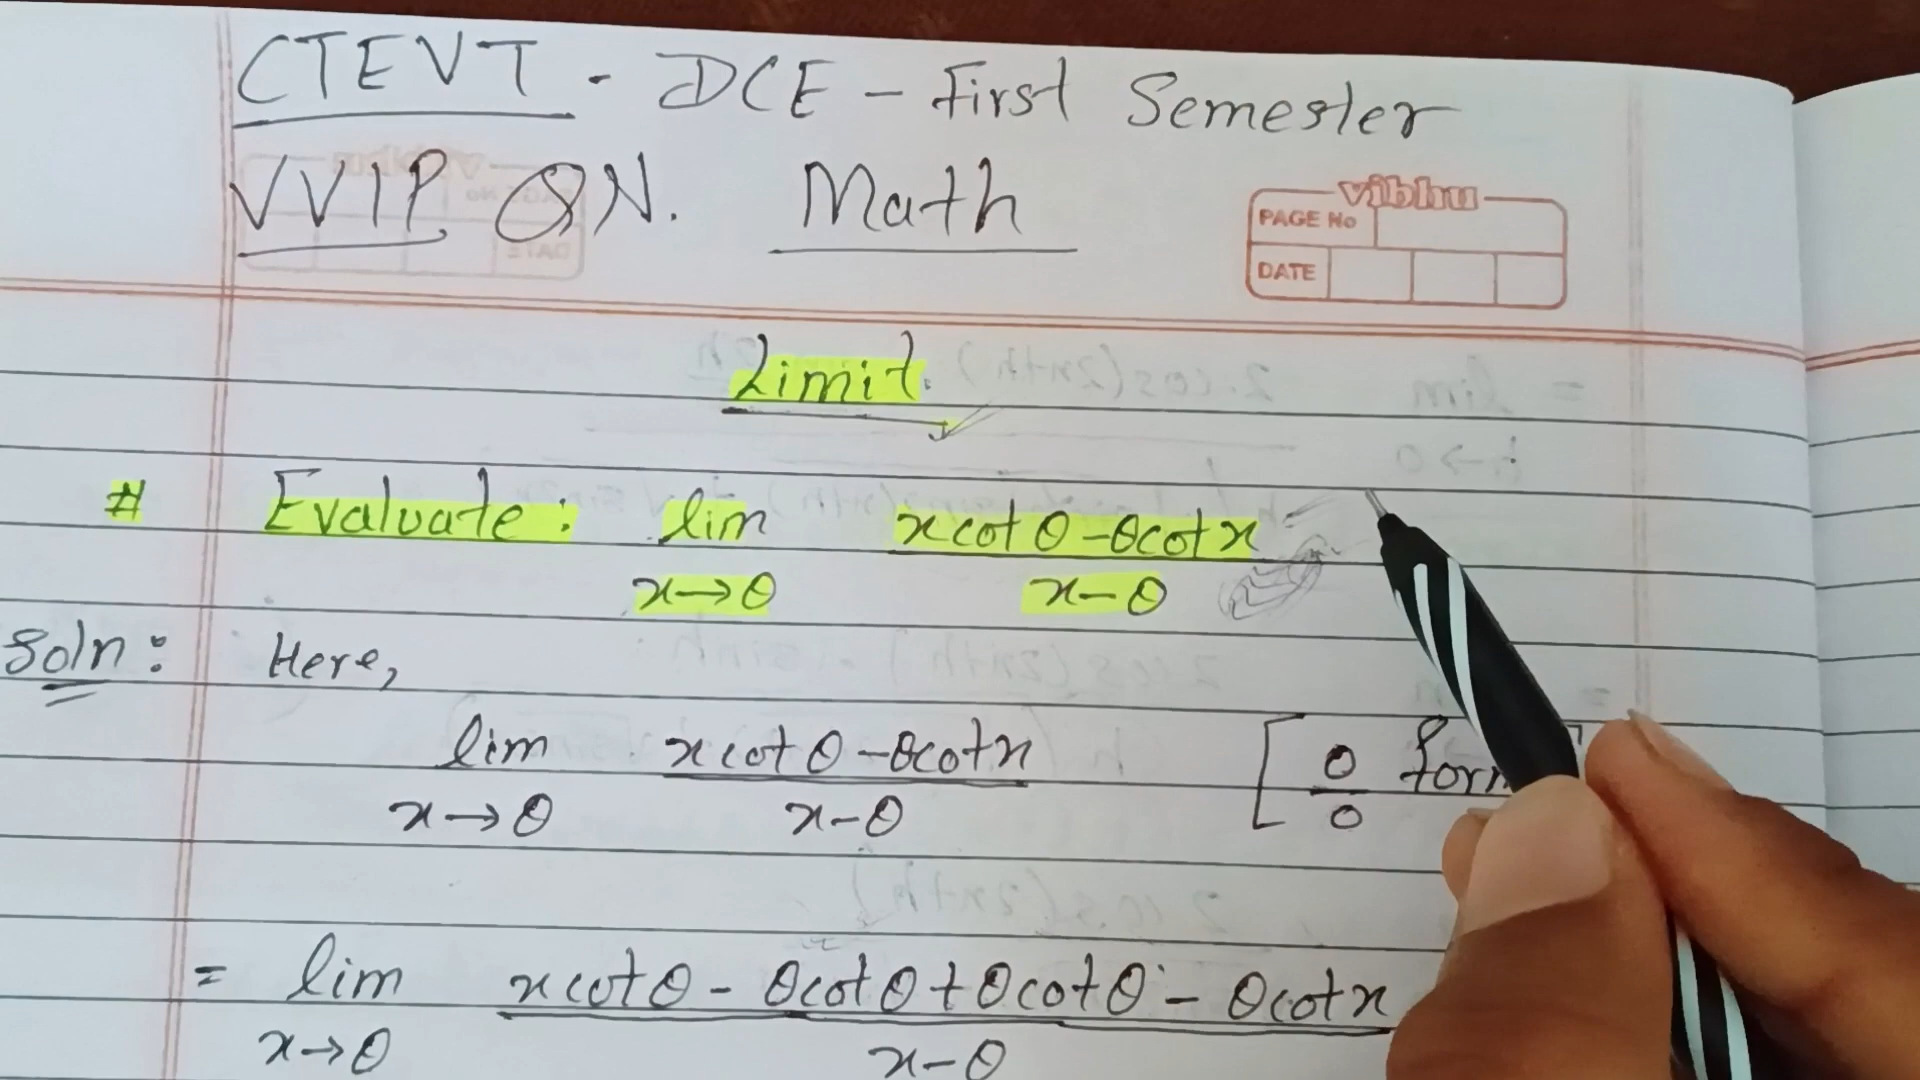 CTEVT - DCE - First Semester
VVIP QN. Math
vibhu
PAGE No
DATE
Limit.
# Evaluate: lim x cot θ - θ cot x
x→θ x-θ
Soln: Here,
lim x cot θ - θ cot x [ 0 form
x→θ x-θ 0
= lim x cot θ - θ cot θ + θ cot θ - θ cot x
x→θ x-θ